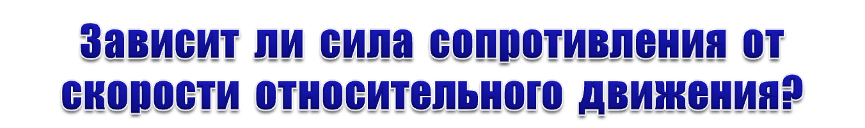 Зависит ли сила сопротивления от
скорости относительного движения?